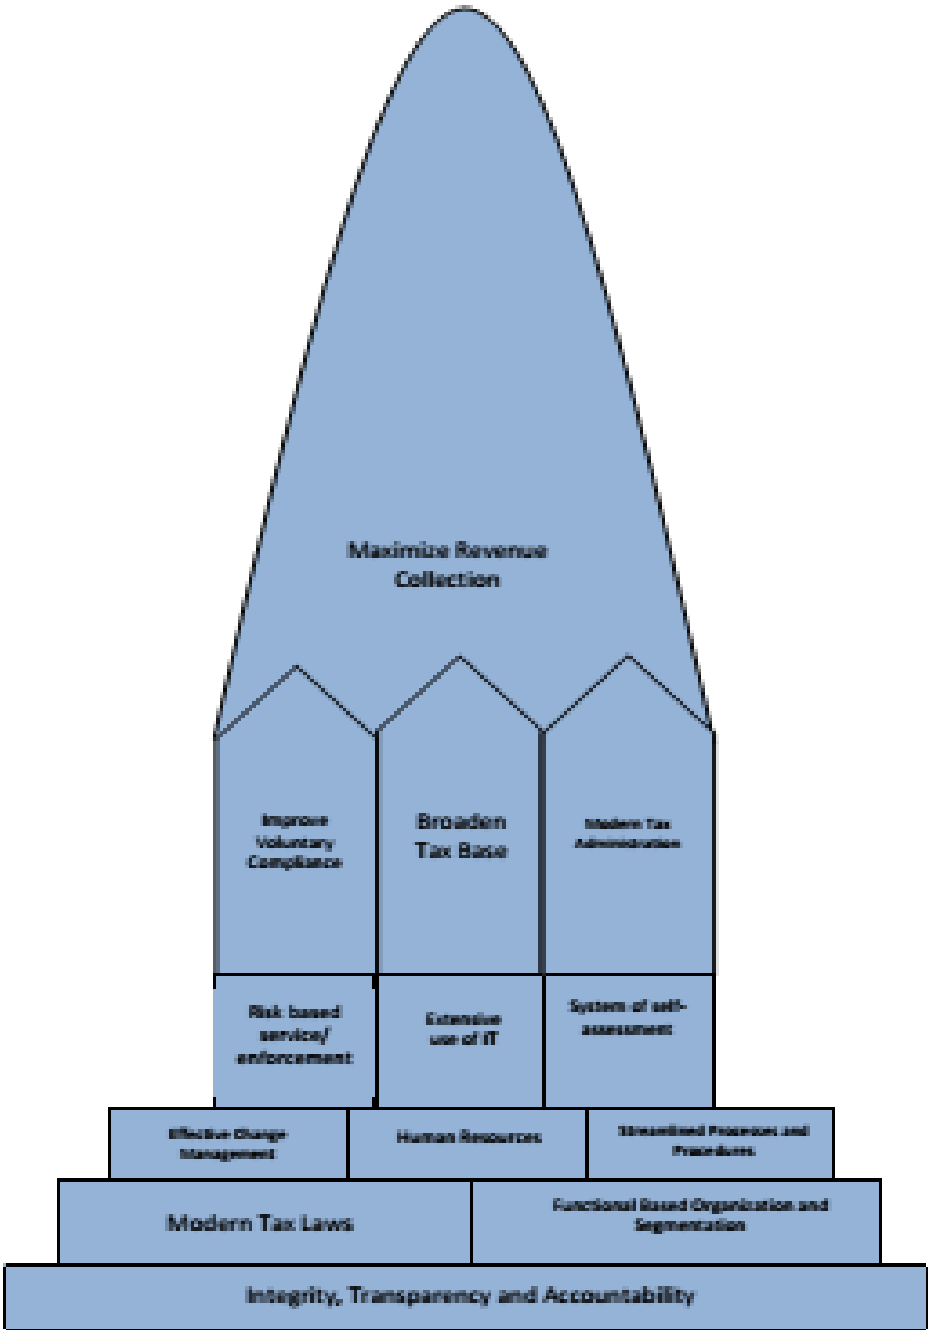 Maximize Revenue
Collection
Improve
Voluntary
Compliance
Broaden
Tax Base
Modern Tax
Administration
Risk based
service/
enforcement
Extensive
use of IT
System of self-
assessment
Effective Change
Management
Human Resources
Streamlined Processes and
Procedures
Modern Tax Laws
Functional Based Organization and
Segmentation
Integrity, Transparency and Accountability